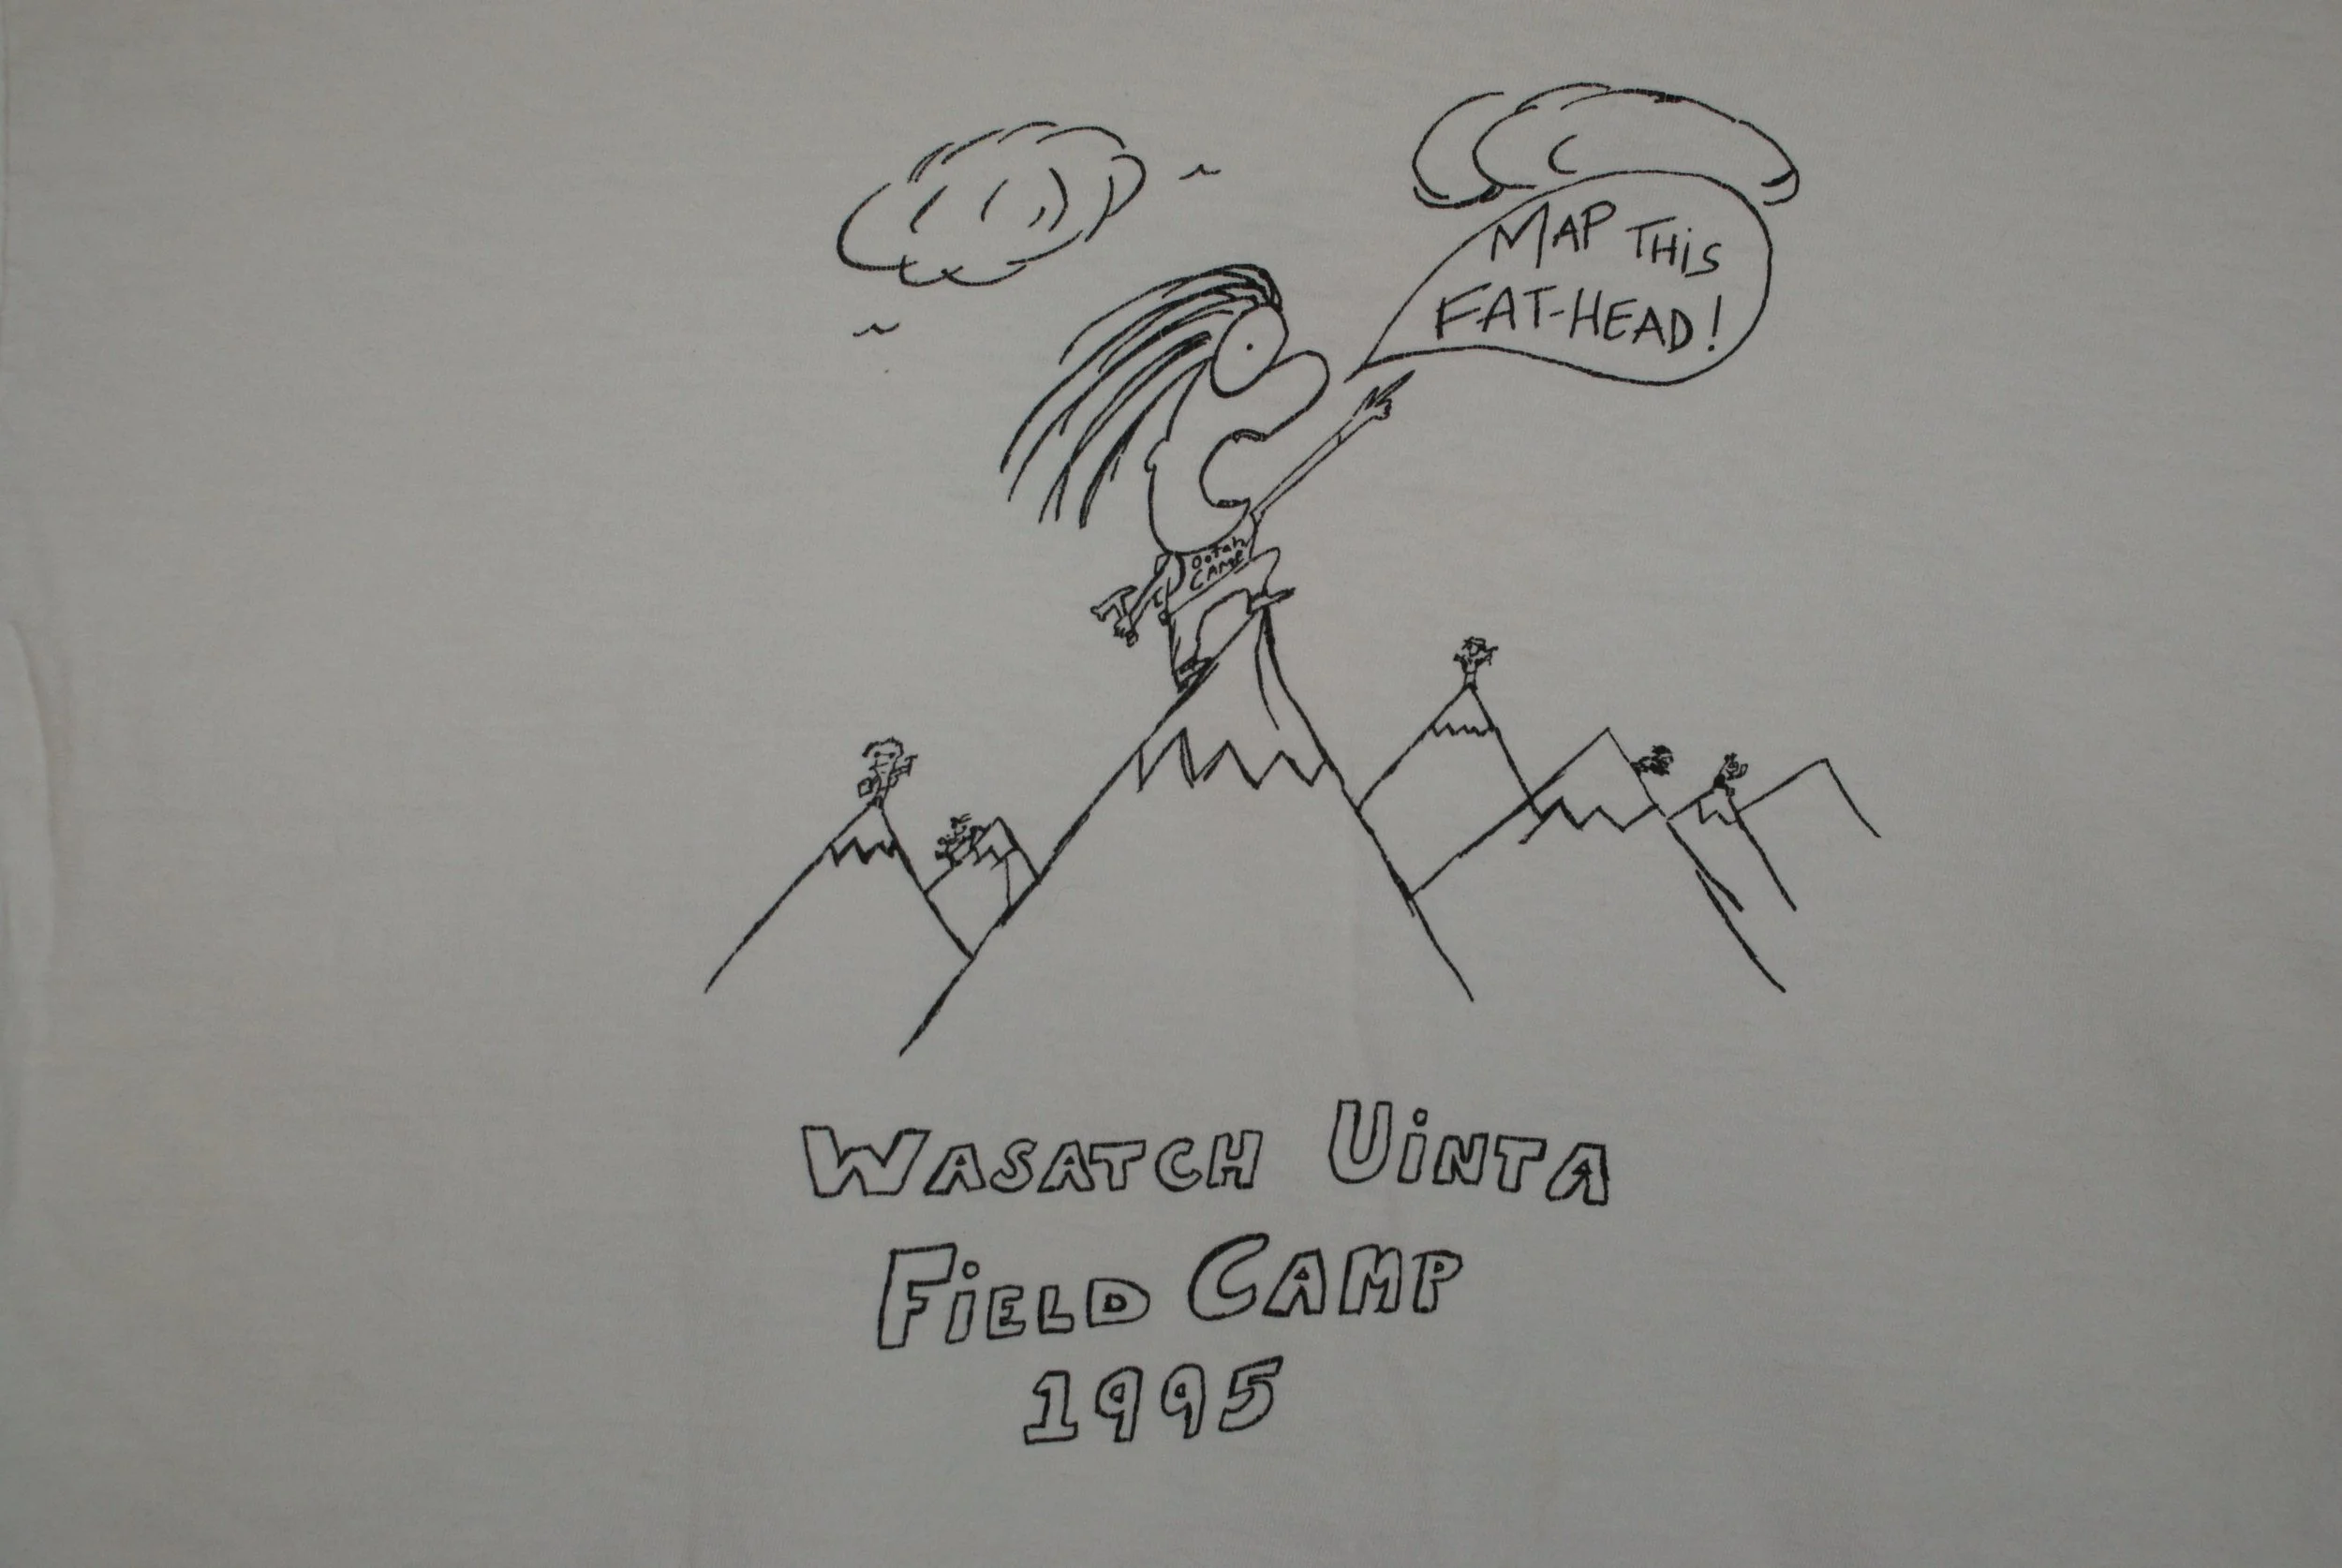 MAP THiS
FAT-HEAD!
OOTAH
CAMP
WASATCH UiNTA
FiELD CAMP
1995